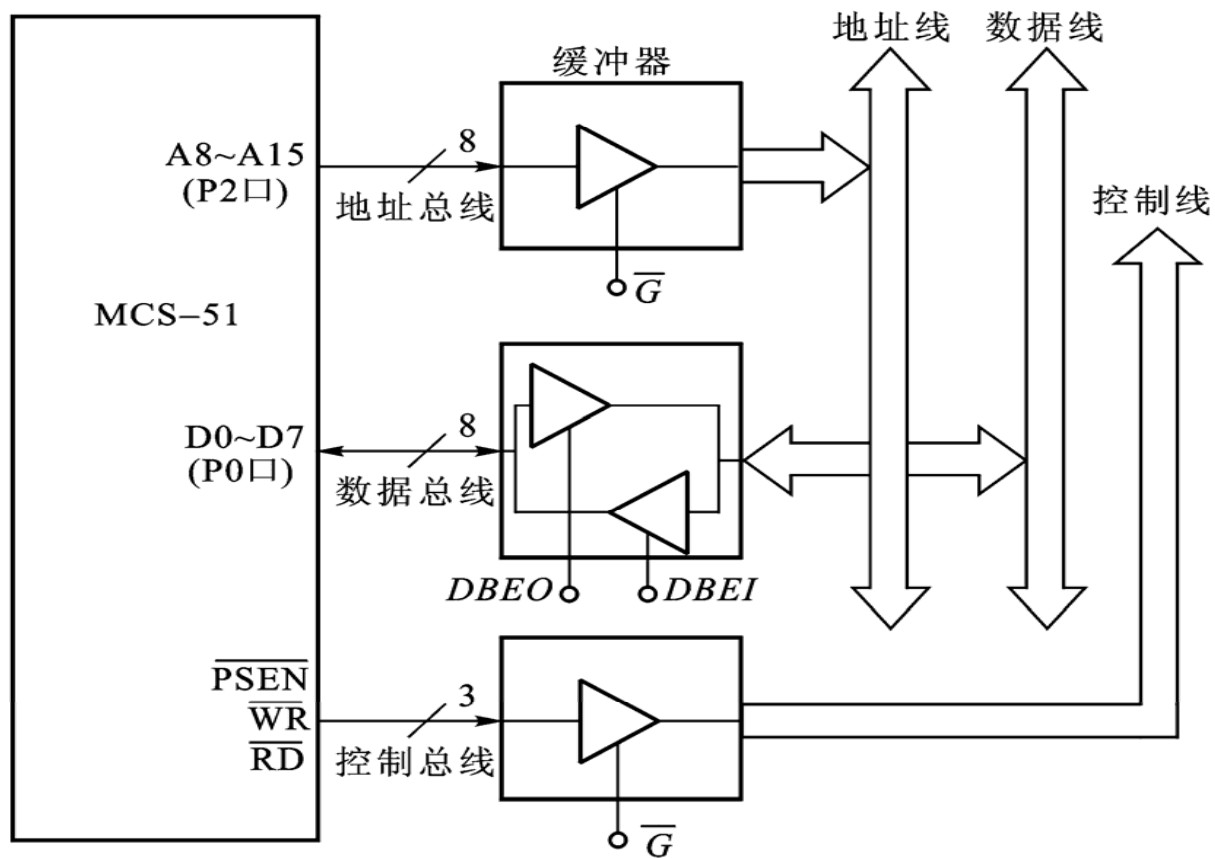 地址线
数据线
缓冲器
A8~A15
(P2口)
8
地址总线
G
控制线
MCS-51
D0~D7
(P0口)
8
数据总线
DBEO
DBEI
PSEN
WR
RD
3
控制总线
G